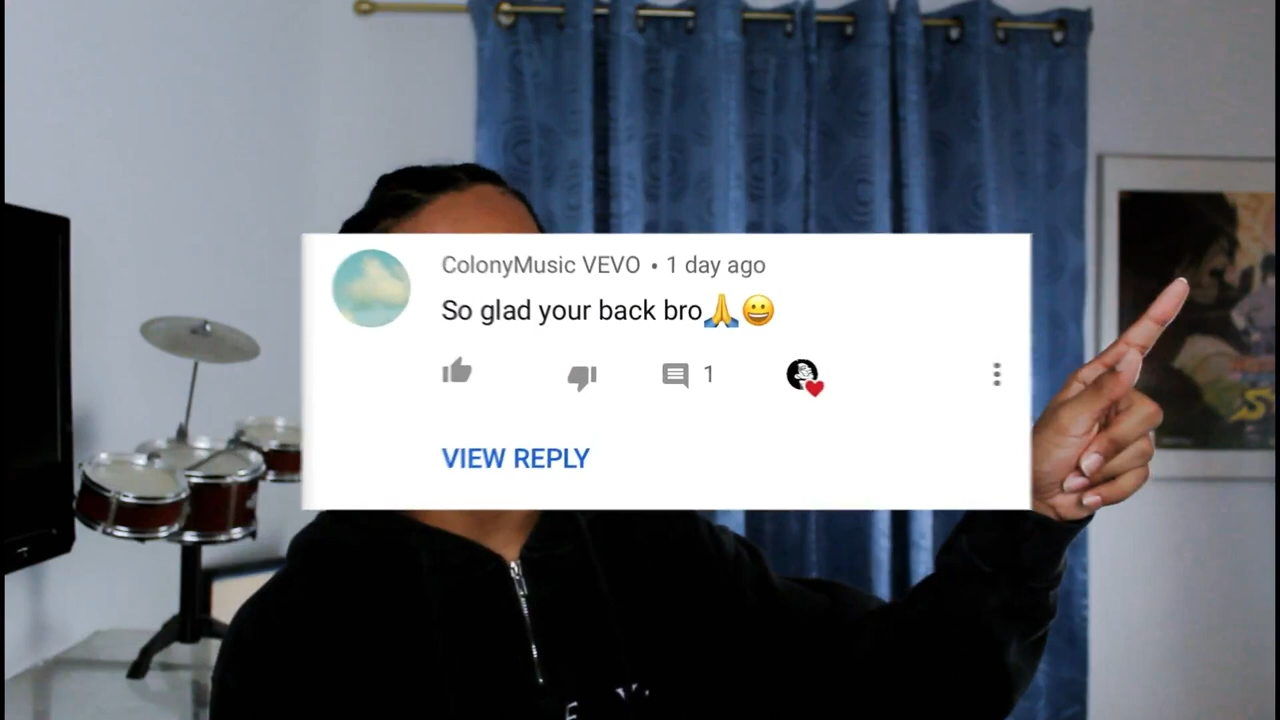 ColonyMusic VEVO • 1 day ago
So glad your back bro🙏😀
1
VIEW REPLY